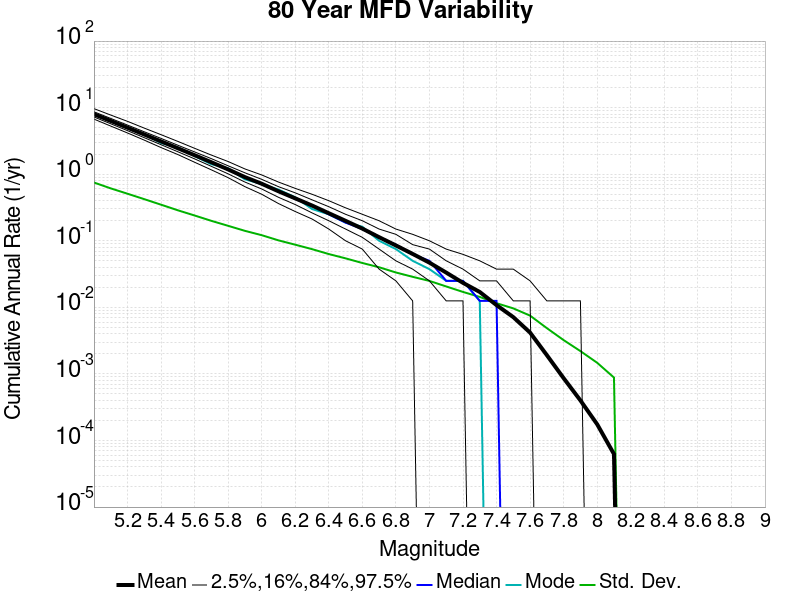 80 Year MFD Variability
10^2
10^1
10^0
10^-1
10^-2
10^-3
10^-4
10^-5
Cumulative Annual Rate (1/yr)
5.2 5.4 5.6 5.8 6 6.2 6.4 6.6 6.8 7 7.2 7.4 7.6 7.8 8 8.2 8.4 8.6 8.8 9
Magnitude
Mean 2.5%,16%,84%,97.5% Median Mode Std. Dev.